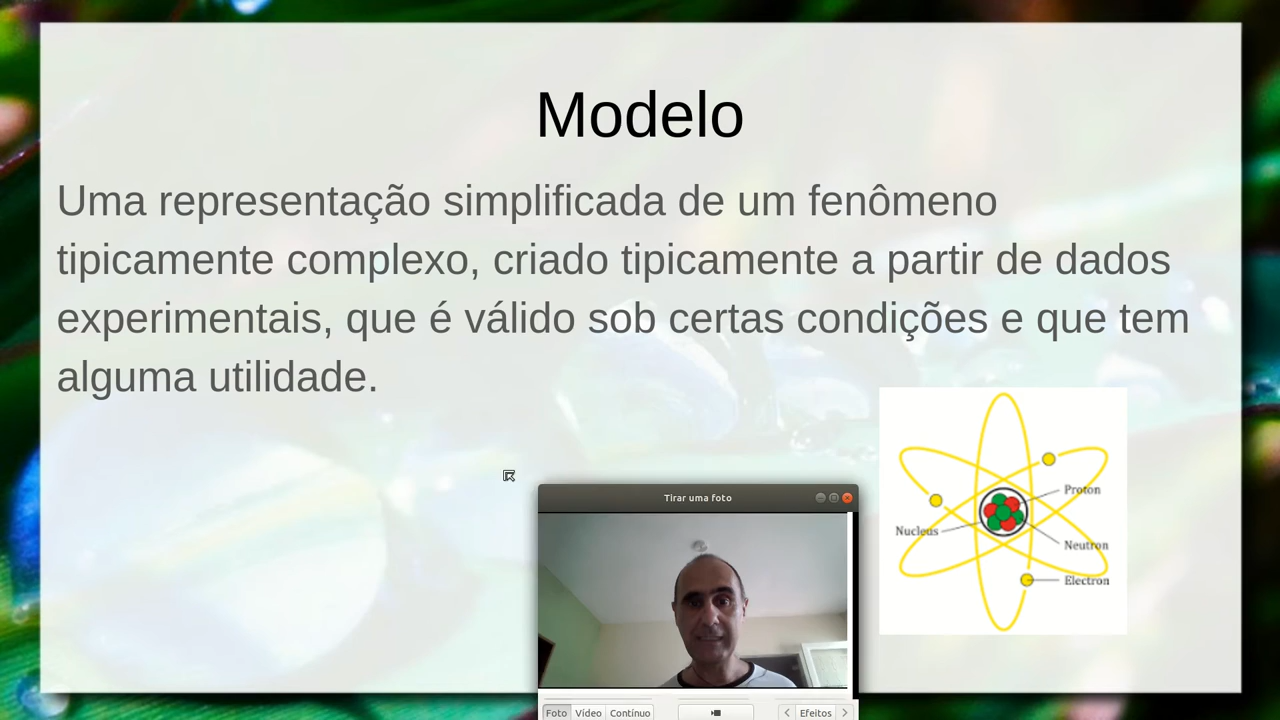 Modelo
Uma representação simplificada de um fenômeno
tipicamente complexo, criado tipicamente a partir de dados
experimentais, que é válido sob certas condições e que tem
alguma utilidade.
Proton
Nucleus
Neutron
Electron
Tirar uma foto
Foto Vídeo Contínuo Efeitos